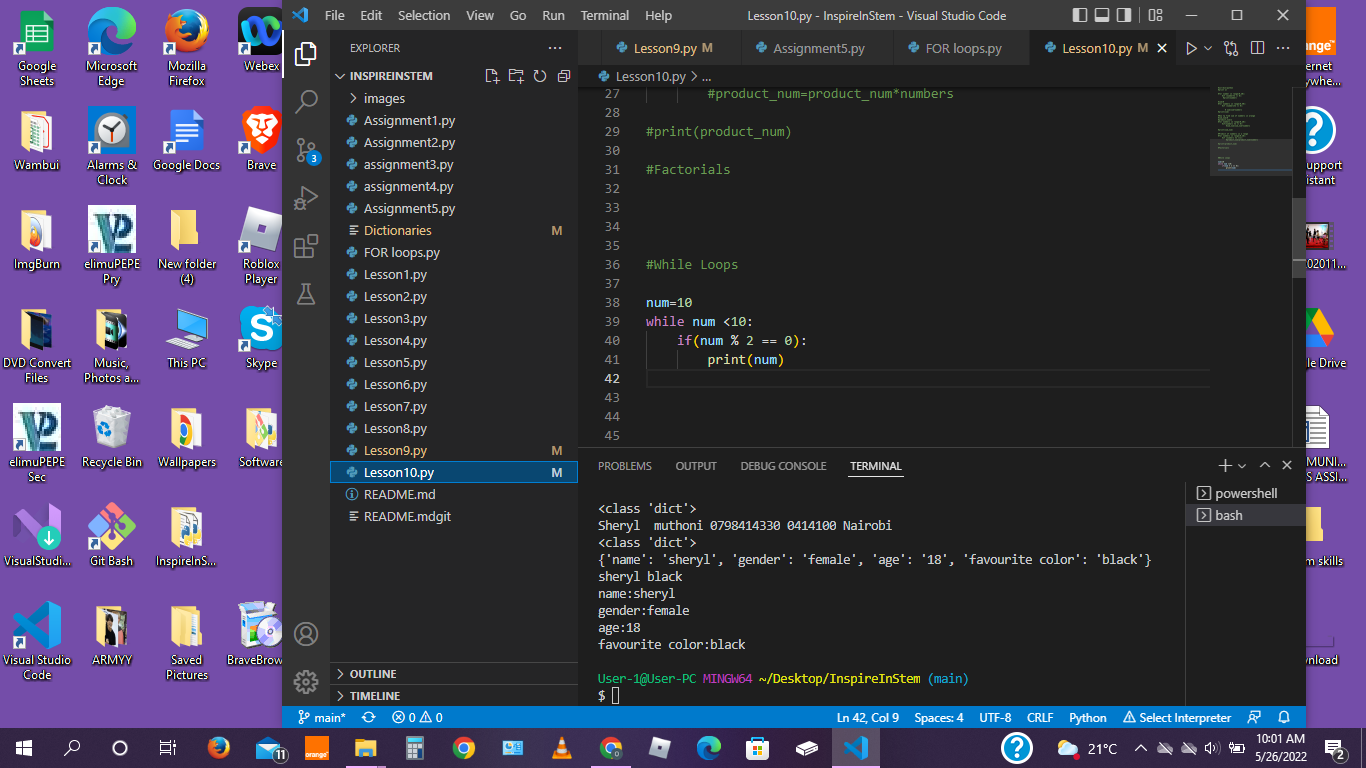 File Edit Selection View Go Run Terminal Help
Lesson10.py - InspireInStem - Visual Studio Code
Google Sheets
Microsoft Edge
Mozilla Firefox
Webex
Wambui
Alarms & Clock
Google Docs
Brave
ImgBurn
elimuPEPE Pry
New folder (4)
Roblox Player
DVD Convert Files
Music, Photos a...
This PC
Skype
elimuPEPE Sec
Recycle Bin
Wallpapers
Software
VisualStudi...
Git Bash
InspireInS...
Visual Studio Code
ARMYY
Saved Pictures
BraveBrow
EXPLORER
INSPIREINSTEM
images
Assignment1.py
Assignment2.py
assignment3.py
assignment4.py
Assignment5.py
Dictionaries M
FOR loops.py
Lesson1.py
Lesson2.py
Lesson3.py
Lesson4.py
Lesson5.py
Lesson6.py
Lesson7.py
Lesson8.py
Lesson9.py M
Lesson10.py M
README.md
README.mdgit
OUTLINE
TIMELINE
3
Lesson9.py M
Assignment5.py
FOR loops.py
Lesson10.py M
Lesson10.py > ...
27 #product_num=product_num*numbers
28
29 #print(product_num)
30
31 #Factorials
32
33
34
35
36 #While Loops
37
38 num=10
39 while num <10:
40 if(num % 2 == 0):
41 print(num)
42
43
44
45
PROBLEMS OUTPUT DEBUG CONSOLE TERMINAL
<class 'dict'>
Sheryl  muthoni 0798414330 0414100 Nairobi
<class 'dict'>
{'name': 'sheryl', 'gender': 'female', 'age': '18', 'favourite color': 'black'}
sheryl black
name:sheryl
gender:female
age:18
favourite color:black
User-1@User-PC MINGW64 ~/Desktop/InspireInStem (main)
$
powershell
bash
orange
ernet
ywhe...
upport
istant
02011...
le Drive
MUNI...
S ASSI...
m skills
wnload
main*
0 0
Ln 42, Col 9
Spaces: 4
UTF-8
CRLF
Python
Select Interpreter
11
orange
21°C
10:01 AM
5/26/2022
2